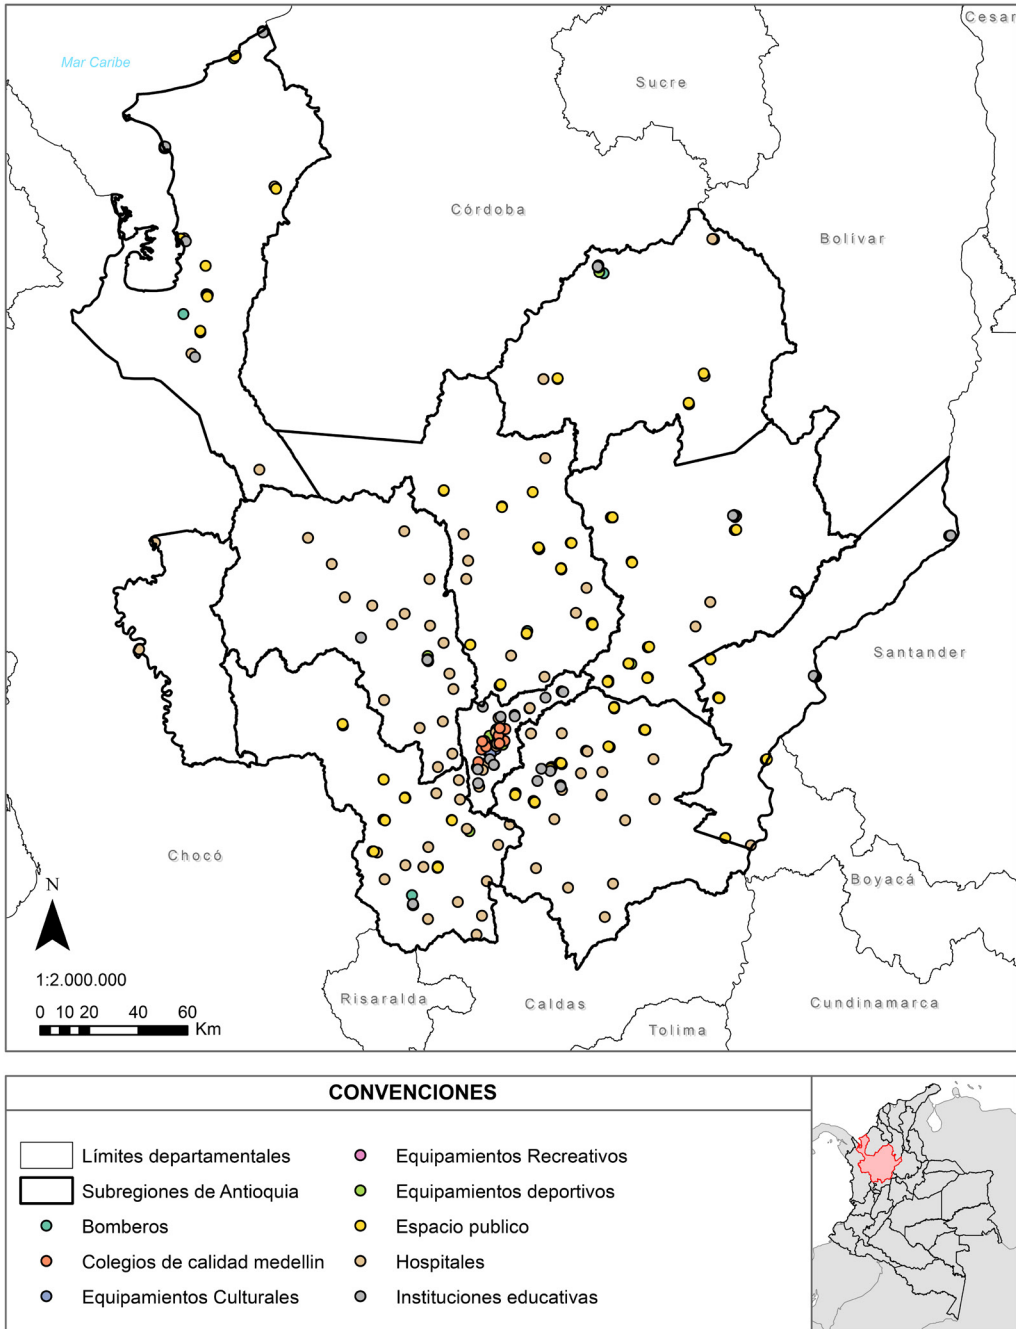 Cesar
Mar Caribe
Sucre
Córdoba
Bolívar
Santander
Chocó
Boyacá
N
1:2.000.000
Risaralda
Caldas
Cundinamarca
Tolima
0 10 20 40 60 Km
CONVENCIONES
Límites departamentales
Subregiones de Antioquia
Bomberos
Colegios de calidad medellin
Equipamientos Culturales
Equipamientos Recreativos
Equipamientos deportivos
Espacio publico
Hospitales
Instituciones educativas